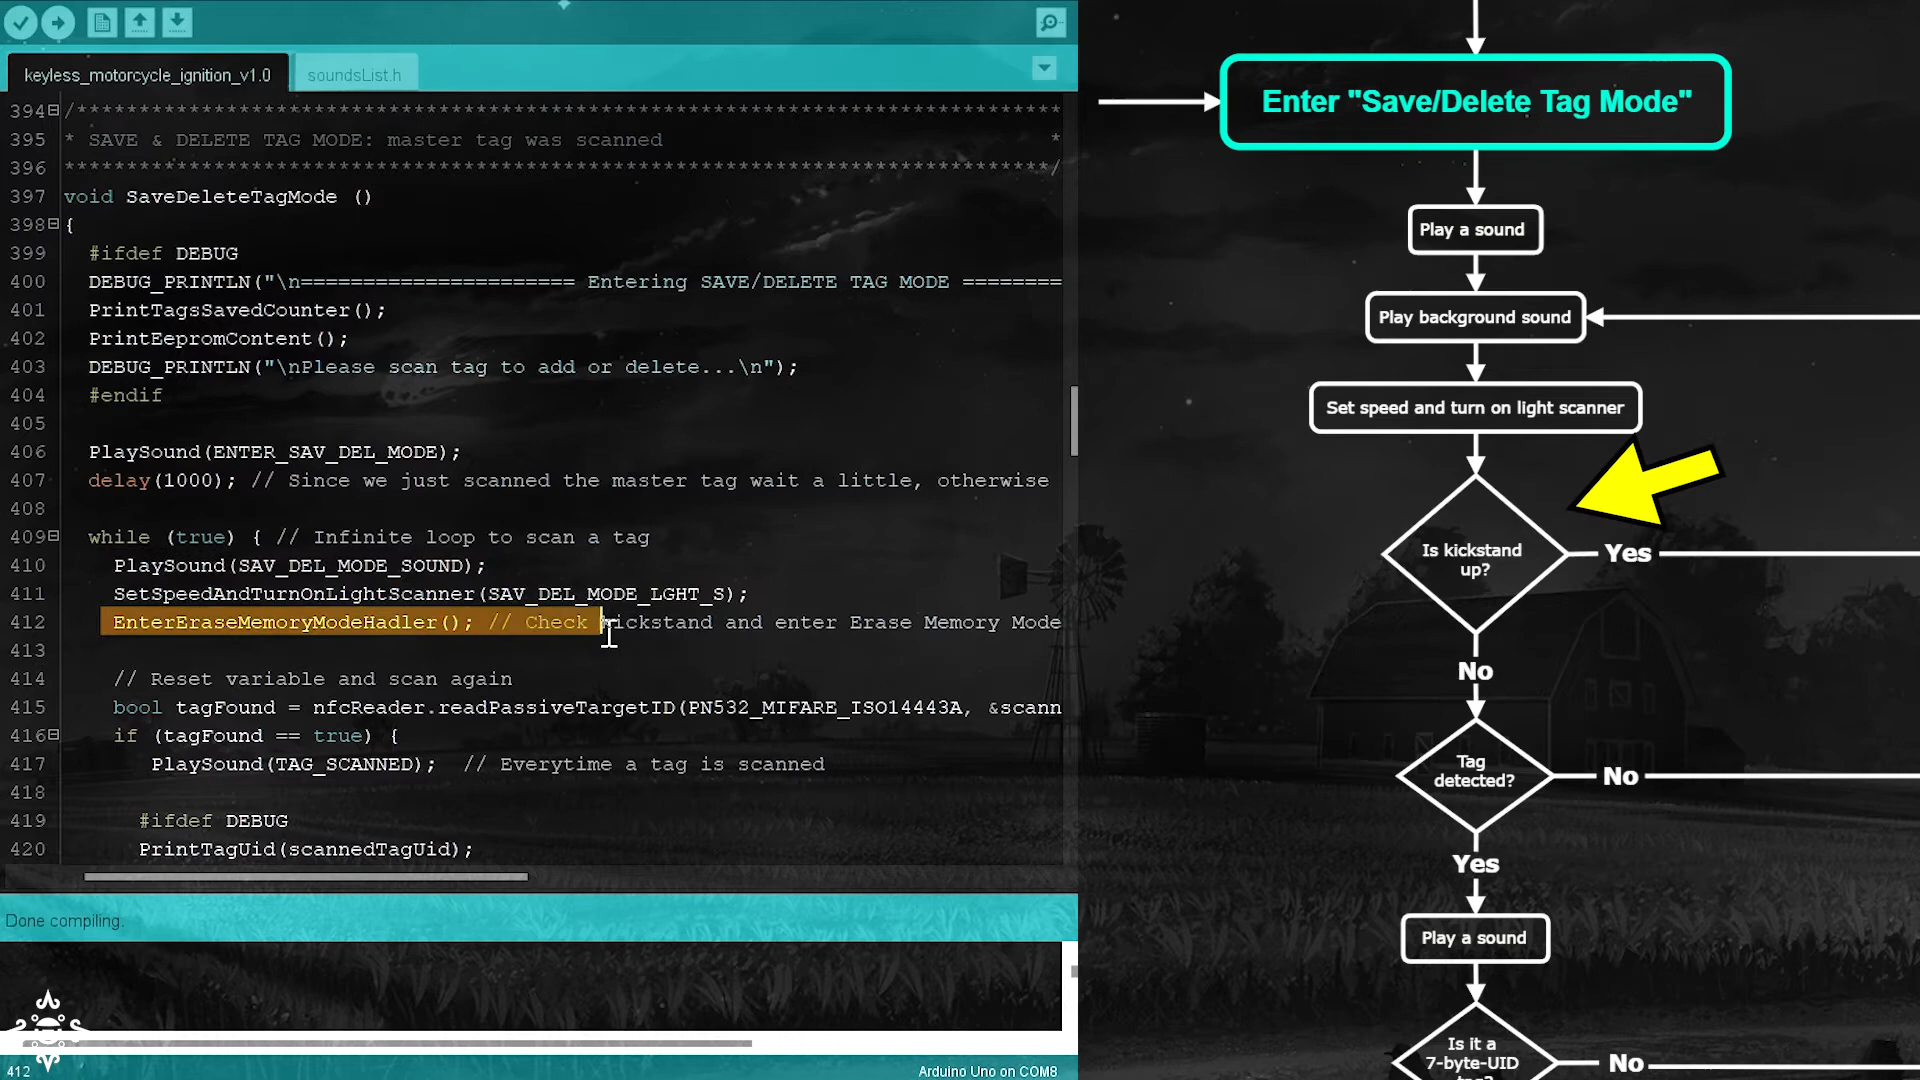 keyless_motorcycle_ignition_v1.0
soundsList.h
394 /*******************************************************************************
395 * SAVE & DELETE TAG MODE: master tag was scanned *
396 *******************************************************************************/
397 void SaveDeleteTagMode ()
398 {
399 #ifdef DEBUG
400 DEBUG_PRINTLN("\n====================== Entering SAVE/DELETE TAG MODE ========
401 PrintTagsSavedCounter();
402 PrintEepromContent();
403 DEBUG_PRINTLN("\nPlease scan tag to add or delete...\n");
404 #endif
405
406 PlaySound(ENTER_SAV_DEL_MODE);
407 delay(1000); // Since we just scanned the master tag wait a little, otherwise
408
409 while (true) { // Infinite loop to scan a tag
410 PlaySound(SAV_DEL_MODE_SOUND);
411 SetSpeedAndTurnOnLightScanner(SAV_DEL_MODE_LGHT_S);
412 EnterEraseMemoryModeHadler(); // Check kickstand and enter Erase Memory Mode
413
414 // Reset variable and scan again
415 bool tagFound = nfcReader.readPassiveTargetID(PN532_MIFARE_ISO14443A, &scann
416 if (tagFound == true) {
417 PlaySound(TAG_SCANNED); // Everytime a tag is scanned
418
419 #ifdef DEBUG
420 PrintTagUid(scannedTagUid);
Done compiling.
412
Arduino Uno on COM8
Enter "Save/Delete Tag Mode"
Play a sound
Play background sound
Set speed and turn on light scanner
Is kickstand
up?
Yes
No
Tag
detected?
No
Yes
Play a sound
Is it a
7-byte-UID
No